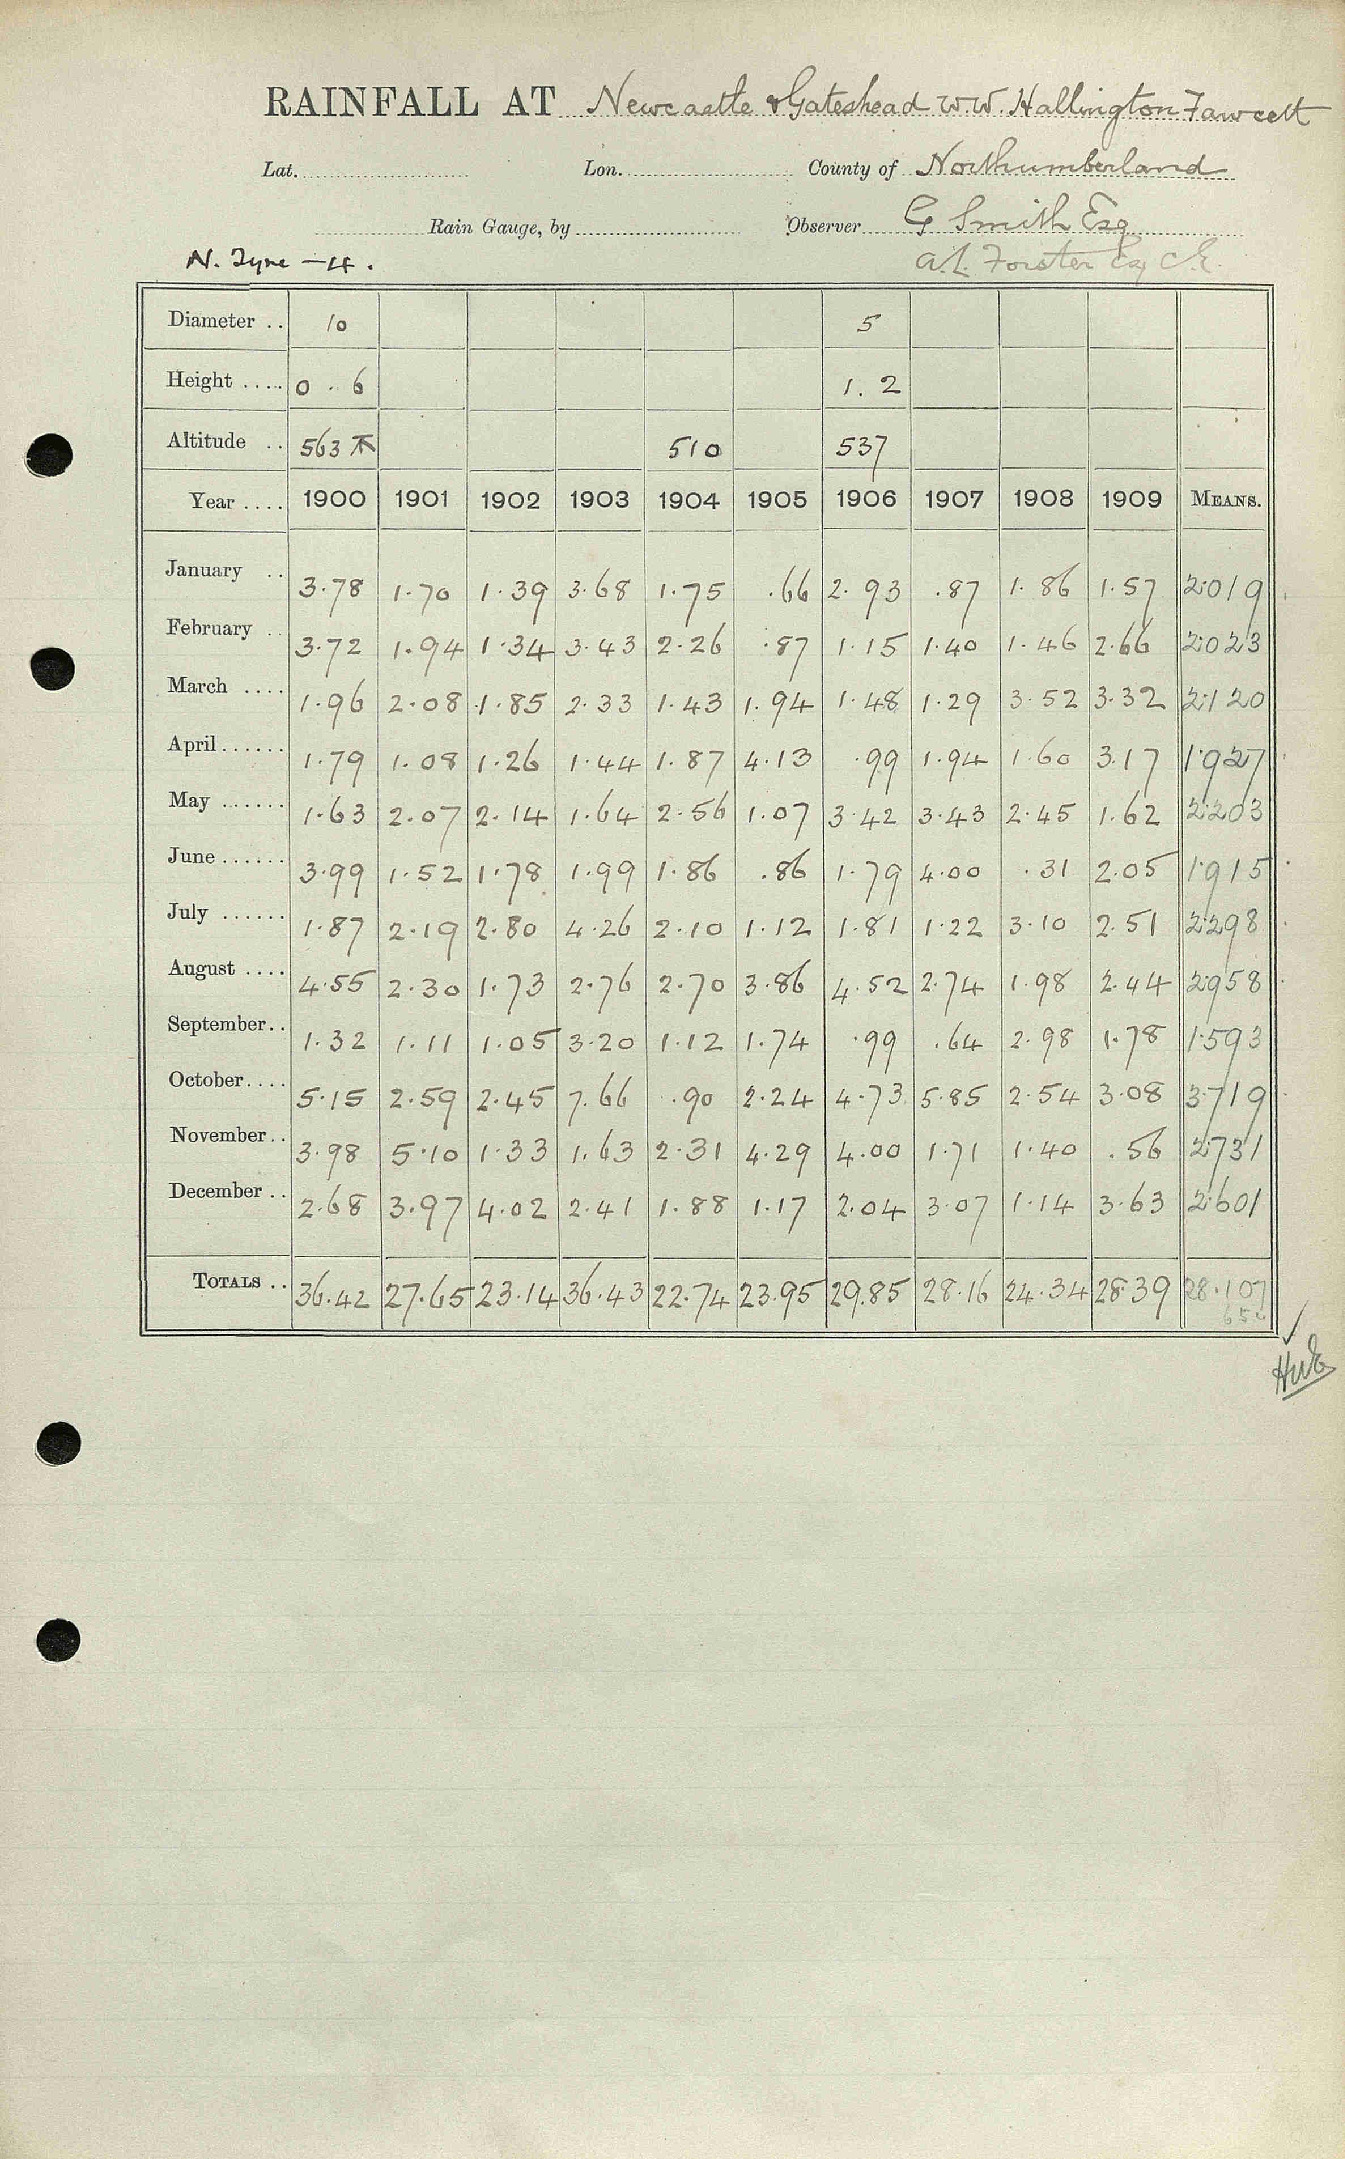 RAINFALL AT Newcastle & Gateshead W.W. Hallington Fawcett
Lat. Lon. County of Northumberland
Rain Gauge, by Observer G Smith Esq
N. Tyne — 4. A.L. Forster Esq C.E.
Diameter .. 10 5
Height ..... 0 . 6 1. 2
Altitude .. 563 510 537
Year .... 1900 1901 1902 1903 1904 1905 1906 1907 1908 1909 MEANS.
January .. 3.78 1.70 1.39 3.68 1.75 .66 2.93 .87 1.86 1.57 2.019
February .. 3.72 1.94 1.34 3.43 2.26 .87 1.15 1.40 1.46 2.66 2.023
March .... 1.96 2.08 1.85 2.33 1.43 1.94 1.48 1.29 3.52 3.32 2.120
April...... 1.79 1.08 1.26 1.44 1.87 4.13 .99 1.94 1.60 3.17 1.927
May ...... 1.63 2.07 2.14 1.64 2.56 1.07 3.42 3.43 2.45 1.62 2.203
June...... 3.99 1.52 1.78 1.99 1.86 .86 1.79 4.00 .31 2.05 1.915
July ...... 1.87 2.19 2.80 4.26 2.10 1.12 1.81 1.22 3.10 2.51 2.298
August .... 4.55 2.30 1.73 2.76 2.70 3.86 4.52 2.74 1.98 2.44 2.958
September.. 1.32 1.11 1.05 3.20 1.12 1.74 .99 .64 2.98 1.78 1.593
October.... 5.15 2.59 2.45 7.66 .90 2.24 4.73 5.85 2.54 3.08 3.719
November.. 3.98 5.10 1.33 1.63 2.31 4.29 4.00 1.71 1.40 .56 2.731
December .. 2.68 3.97 4.02 2.41 1.88 1.17 2.04 3.07 1.14 3.63 2.601
TOTALS .. 36.42 27.65 23.14 36.43 22.74 23.95 29.85 28.16 24.34 28.39 28.107